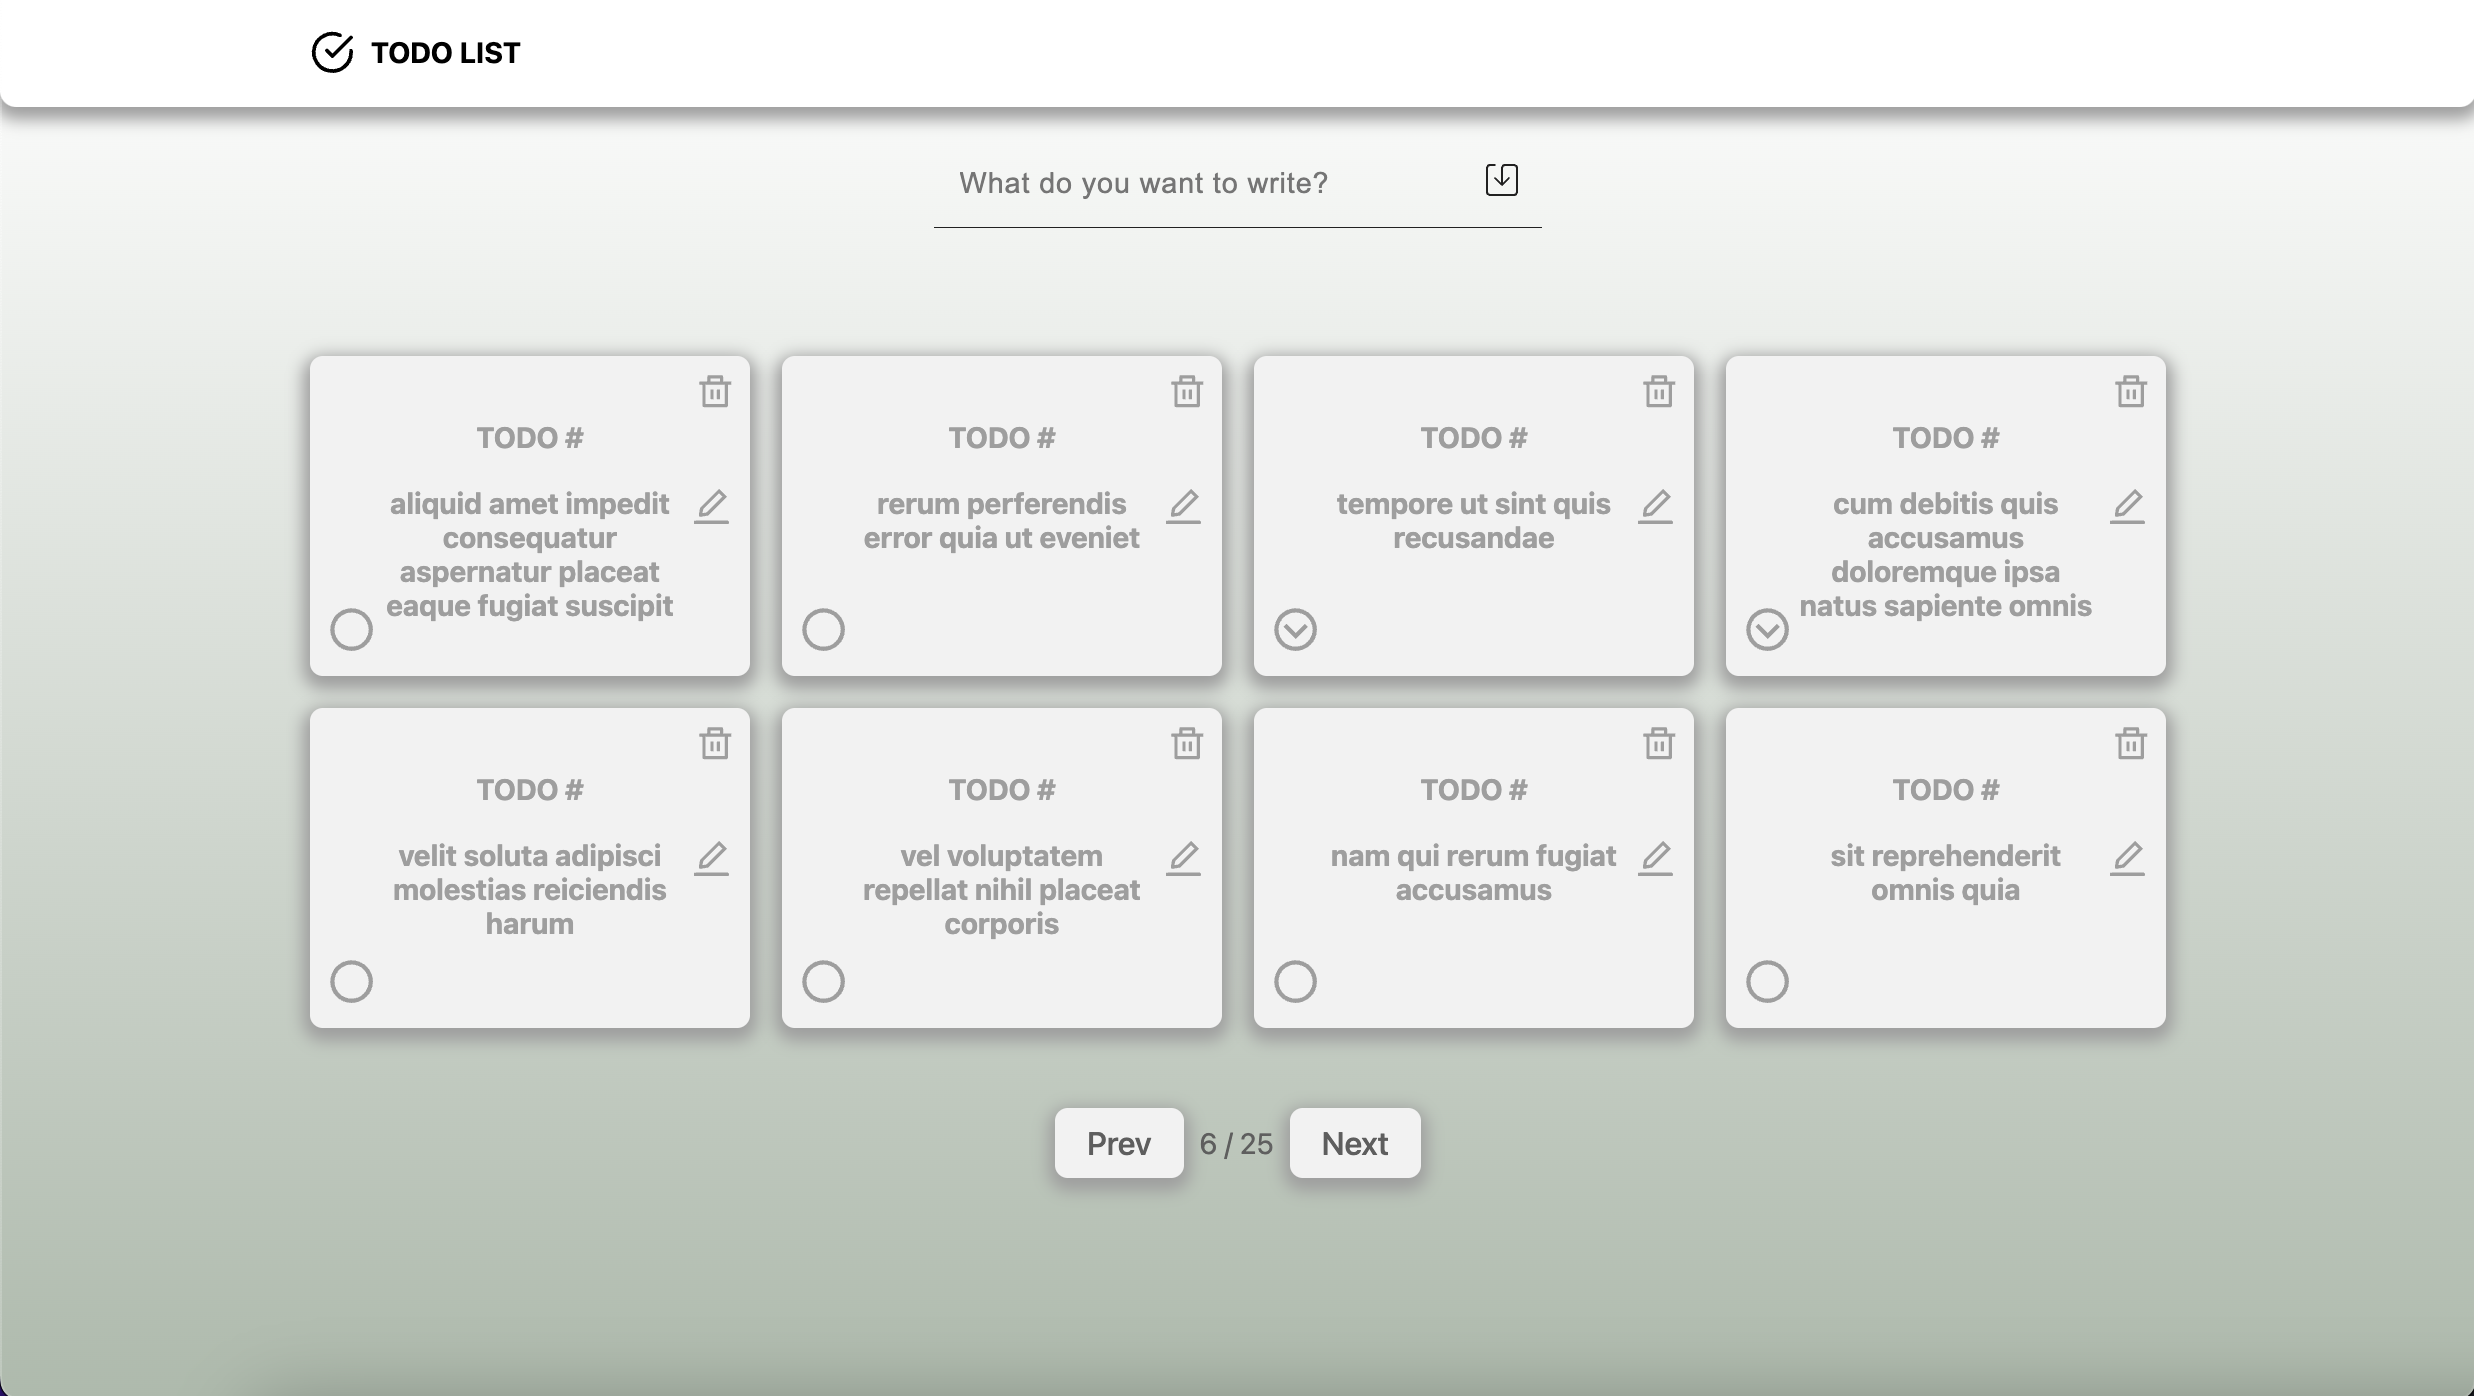 TODO LIST
What do you want to write?
TODO #
aliquid amet impedit
consequatur
aspernatur placeat
eaque fugiat suscipit
TODO #
rerum perferendis
error quia ut eveniet
TODO #
tempore ut sint quis
recusandae
TODO #
cum debitis quis
accusamus
doloremque ipsa
natus sapiente omnis
TODO #
velit soluta adipisci
molestias reiciendis
harum
TODO #
vel voluptatem
repellat nihil placeat
corporis
TODO #
nam qui rerum fugiat
accusamus
TODO #
sit reprehenderit
omnis quia
Prev 6 / 25 Next